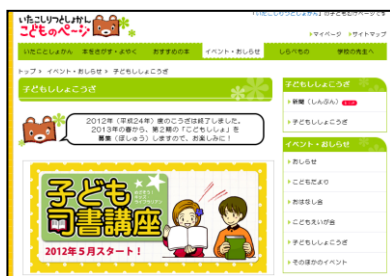 「いたこしりつとしょかん」の子どもむけページです
いたこしりつとしょかん
こどものページ
マイページ
サイトマップ
いたことしょかん
本をさがす・よやく
おすすめの本
イベント・おしらせ
しらべもの
学校の先生へ
トップ > イベント・おしらせ > 子どもししょこうざ
子どもししょこうざ
子どもししょこうざ
新聞（しんぶん）
子どもししょこうざ
2012年（平成24年）度のこうざは終了しました。
2013年の春から、第2期の「こどもししょ」を
募集（ぼしゅう）しますので、お楽しみに！
イベント・おしらせ
おしらせ
こどもだより
おはなし会
こどもえいが会
子どもししょこうざ
そのほかのイベント
子ども
司書講座
めざそう！
2012年5月スタート！